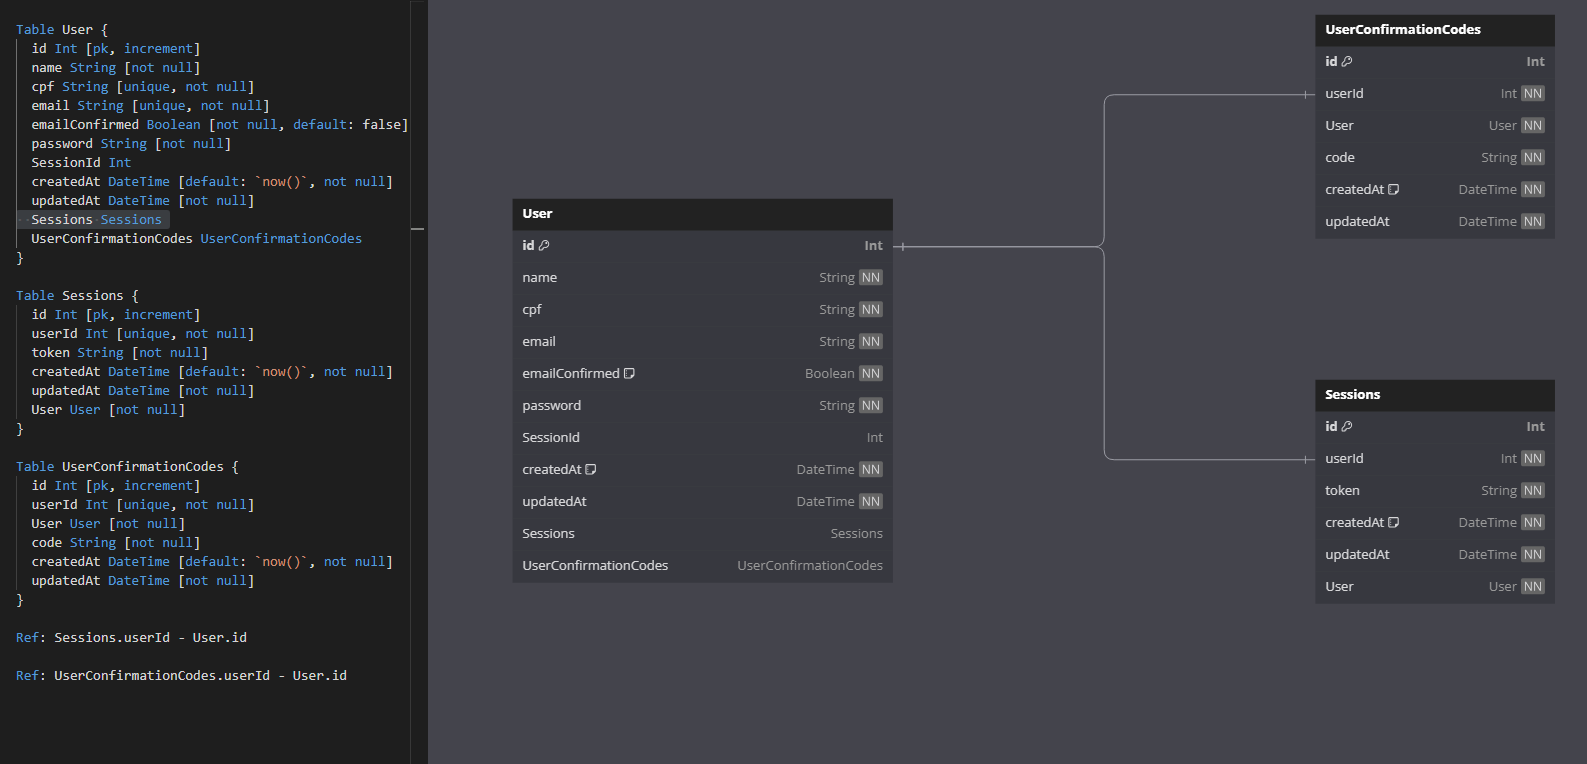 Table User {
  id Int [pk, increment]
  name String [not null]
  cpf String [unique, not null]
  email String [unique, not null]
  emailConfirmed Boolean [not null, default: false]
  password String [not null]
  SessionId Int
  createdAt DateTime [default: `now()`, not null]
  updatedAt DateTime [not null]
  Sessions Sessions
  UserConfirmationCodes UserConfirmationCodes
}
Table Sessions {
  id Int [pk, increment]
  userId Int [unique, not null]
  token String [not null]
  createdAt DateTime [default: `now()`, not null]
  updatedAt DateTime [not null]
  User User [not null]
}
Table UserConfirmationCodes {
  id Int [pk, increment]
  userId Int [unique, not null]
  User User [not null]
  code String [not null]
  createdAt DateTime [default: `now()`, not null]
  updatedAt DateTime [not null]
}
Ref: Sessions.userId - User.id
Ref: UserConfirmationCodes.userId - User.id
User
id Int
name String NN
cpf String NN
email String NN
emailConfirmed Boolean NN
password String NN
SessionId Int
createdAt DateTime NN
updatedAt DateTime NN
Sessions Sessions
UserConfirmationCodes UserConfirmationCodes
UserConfirmationCodes
id Int
userId Int NN
User User NN
code String NN
createdAt DateTime NN
updatedAt DateTime NN
Sessions
id Int
userId Int NN
token String NN
createdAt DateTime NN
updatedAt DateTime NN
User User NN